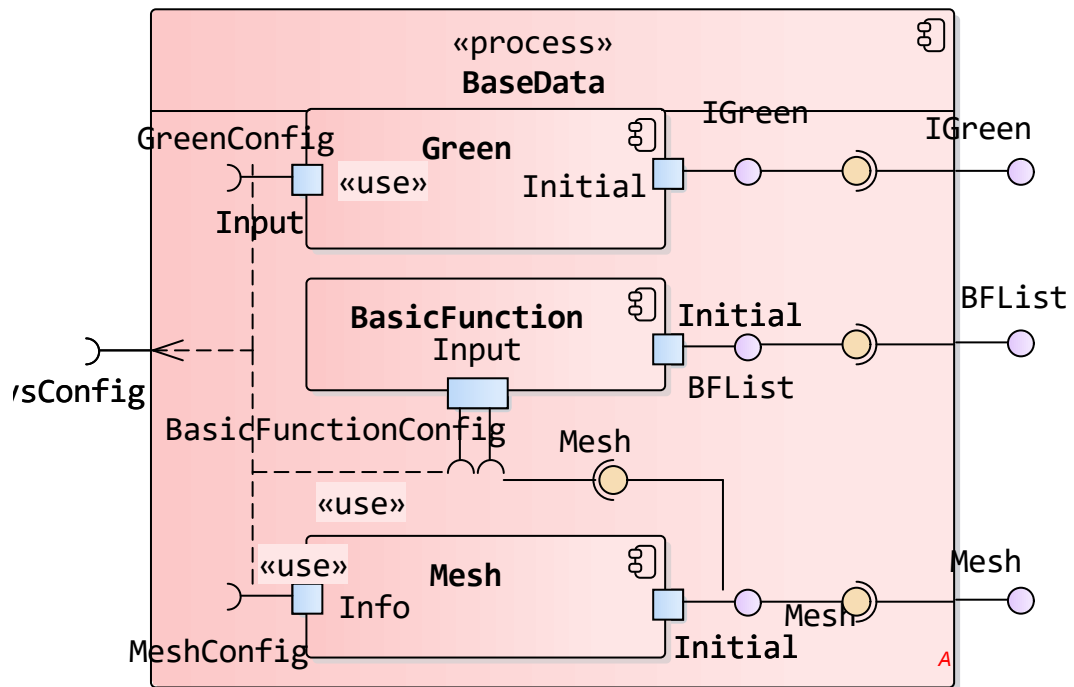 «process»
BaseData
IGreen
IGreen
GreenConfig
Green
«use»
Initial
Input
BFList
BasicFunction
Initial
Input
ysConfig
BFList
BasicFunctionConfig
Mesh
«use»
«use»
Mesh
Mesh
Info
Mesh
MeshConfig
Initial
A